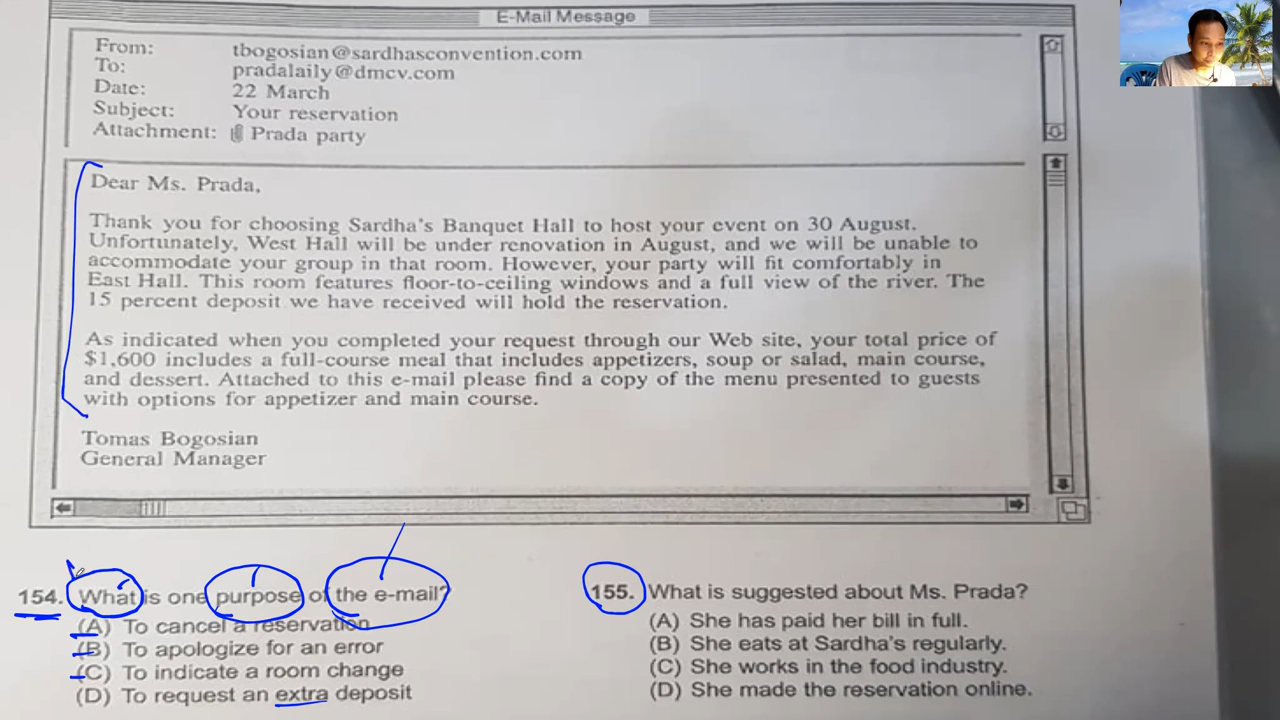 E-Mail Message
From: tbogosian@sardhasconvention.com
To: pradalaily@dmcv.com
Date: 22 March
Subject: Your reservation
Attachment: Prada party
Dear Ms. Prada,
Thank you for choosing Sardha's Banquet Hall to host your event on 30 August.
Unfortunately, West Hall will be under renovation in August, and we will be unable to
accommodate your group in that room. However, your party will fit comfortably in
East Hall. This room features floor-to-ceiling windows and a full view of the river. The
15 percent deposit we have received will hold the reservation.
As indicated when you completed your request through our Web site, your total price of
$1,600 includes a full-course meal that includes appetizers, soup or salad, main course,
and dessert. Attached to this e-mail please find a copy of the menu presented to guests
with options for appetizer and main course.
Tomas Bogosian
General Manager
154. What is one purpose of the e-mail?
(A) To cancel a reservation
(B) To apologize for an error
(C) To indicate a room change
(D) To request an extra deposit
155. What is suggested about Ms. Prada?
(A) She has paid her bill in full.
(B) She eats at Sardha's regularly.
(C) She works in the food industry.
(D) She made the reservation online.